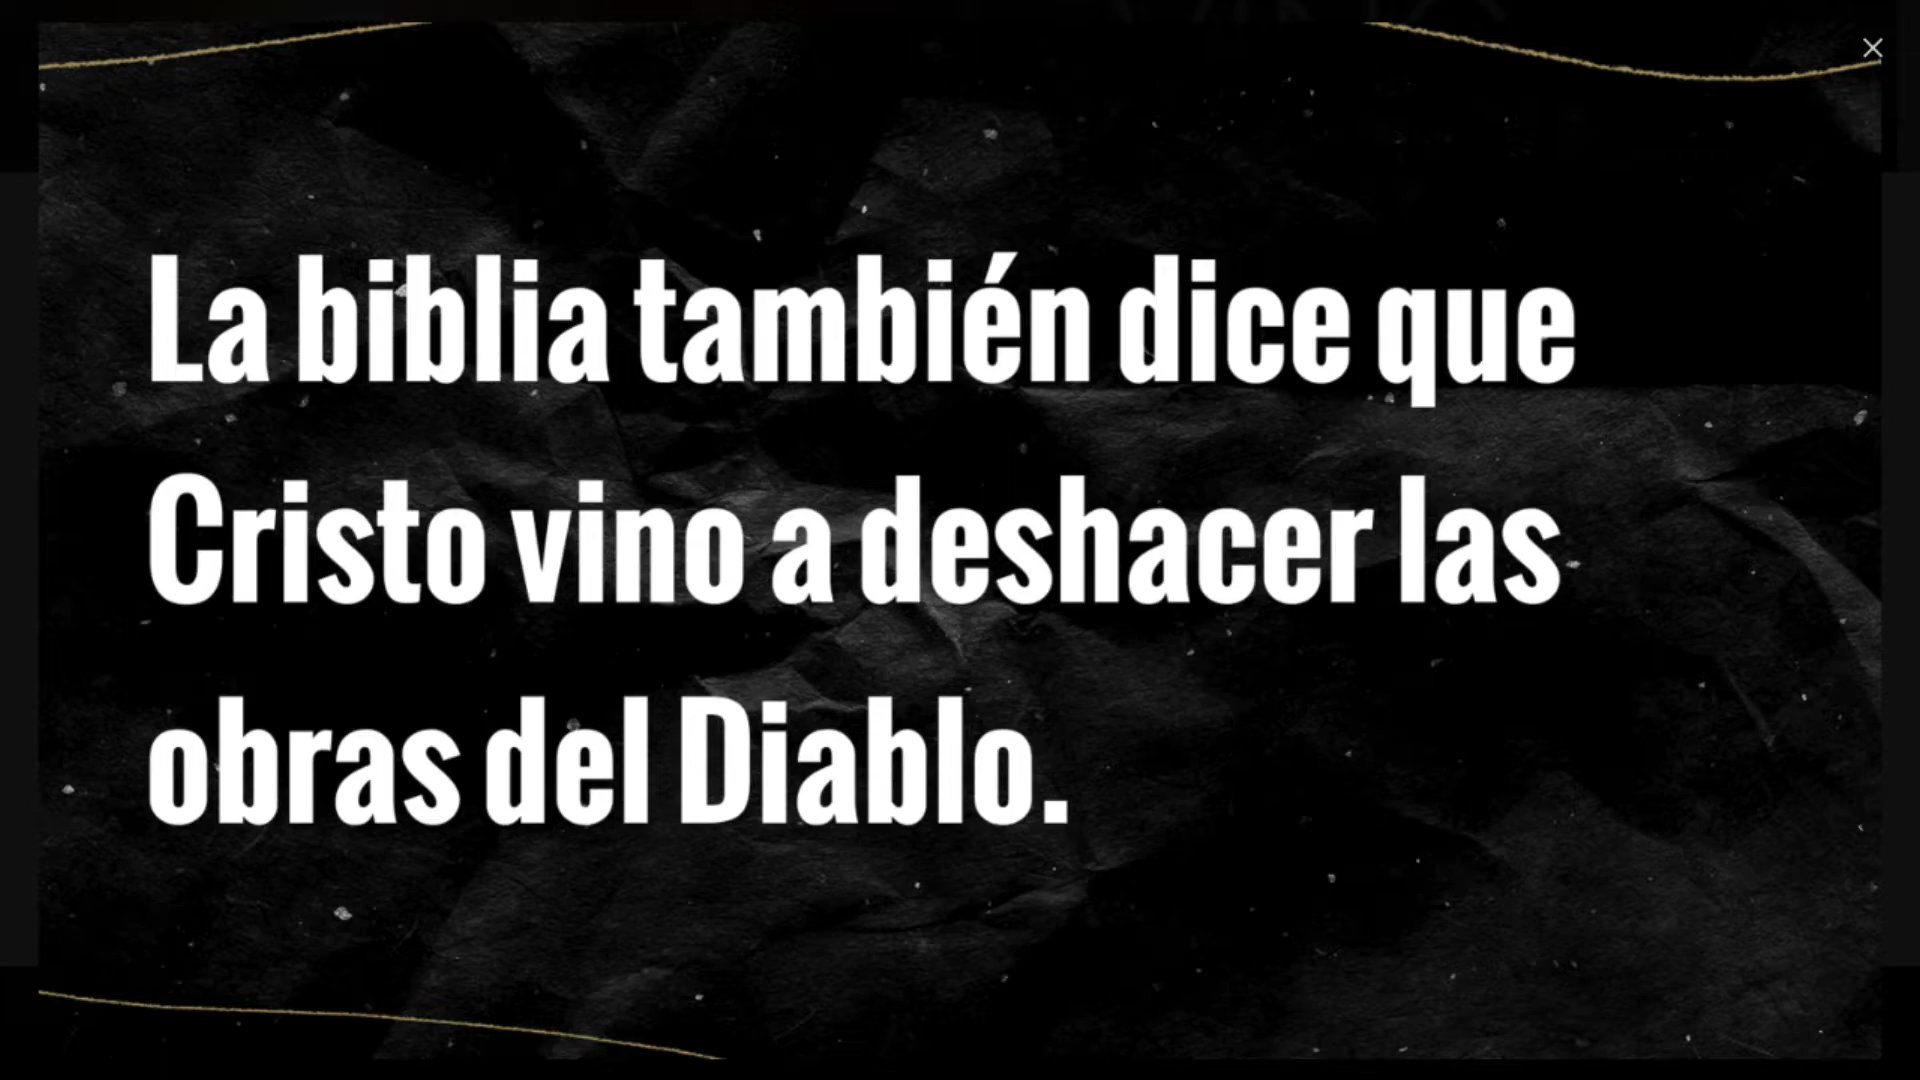 La biblia también dice que
Cristo vino a deshacer las
obras del Diablo.